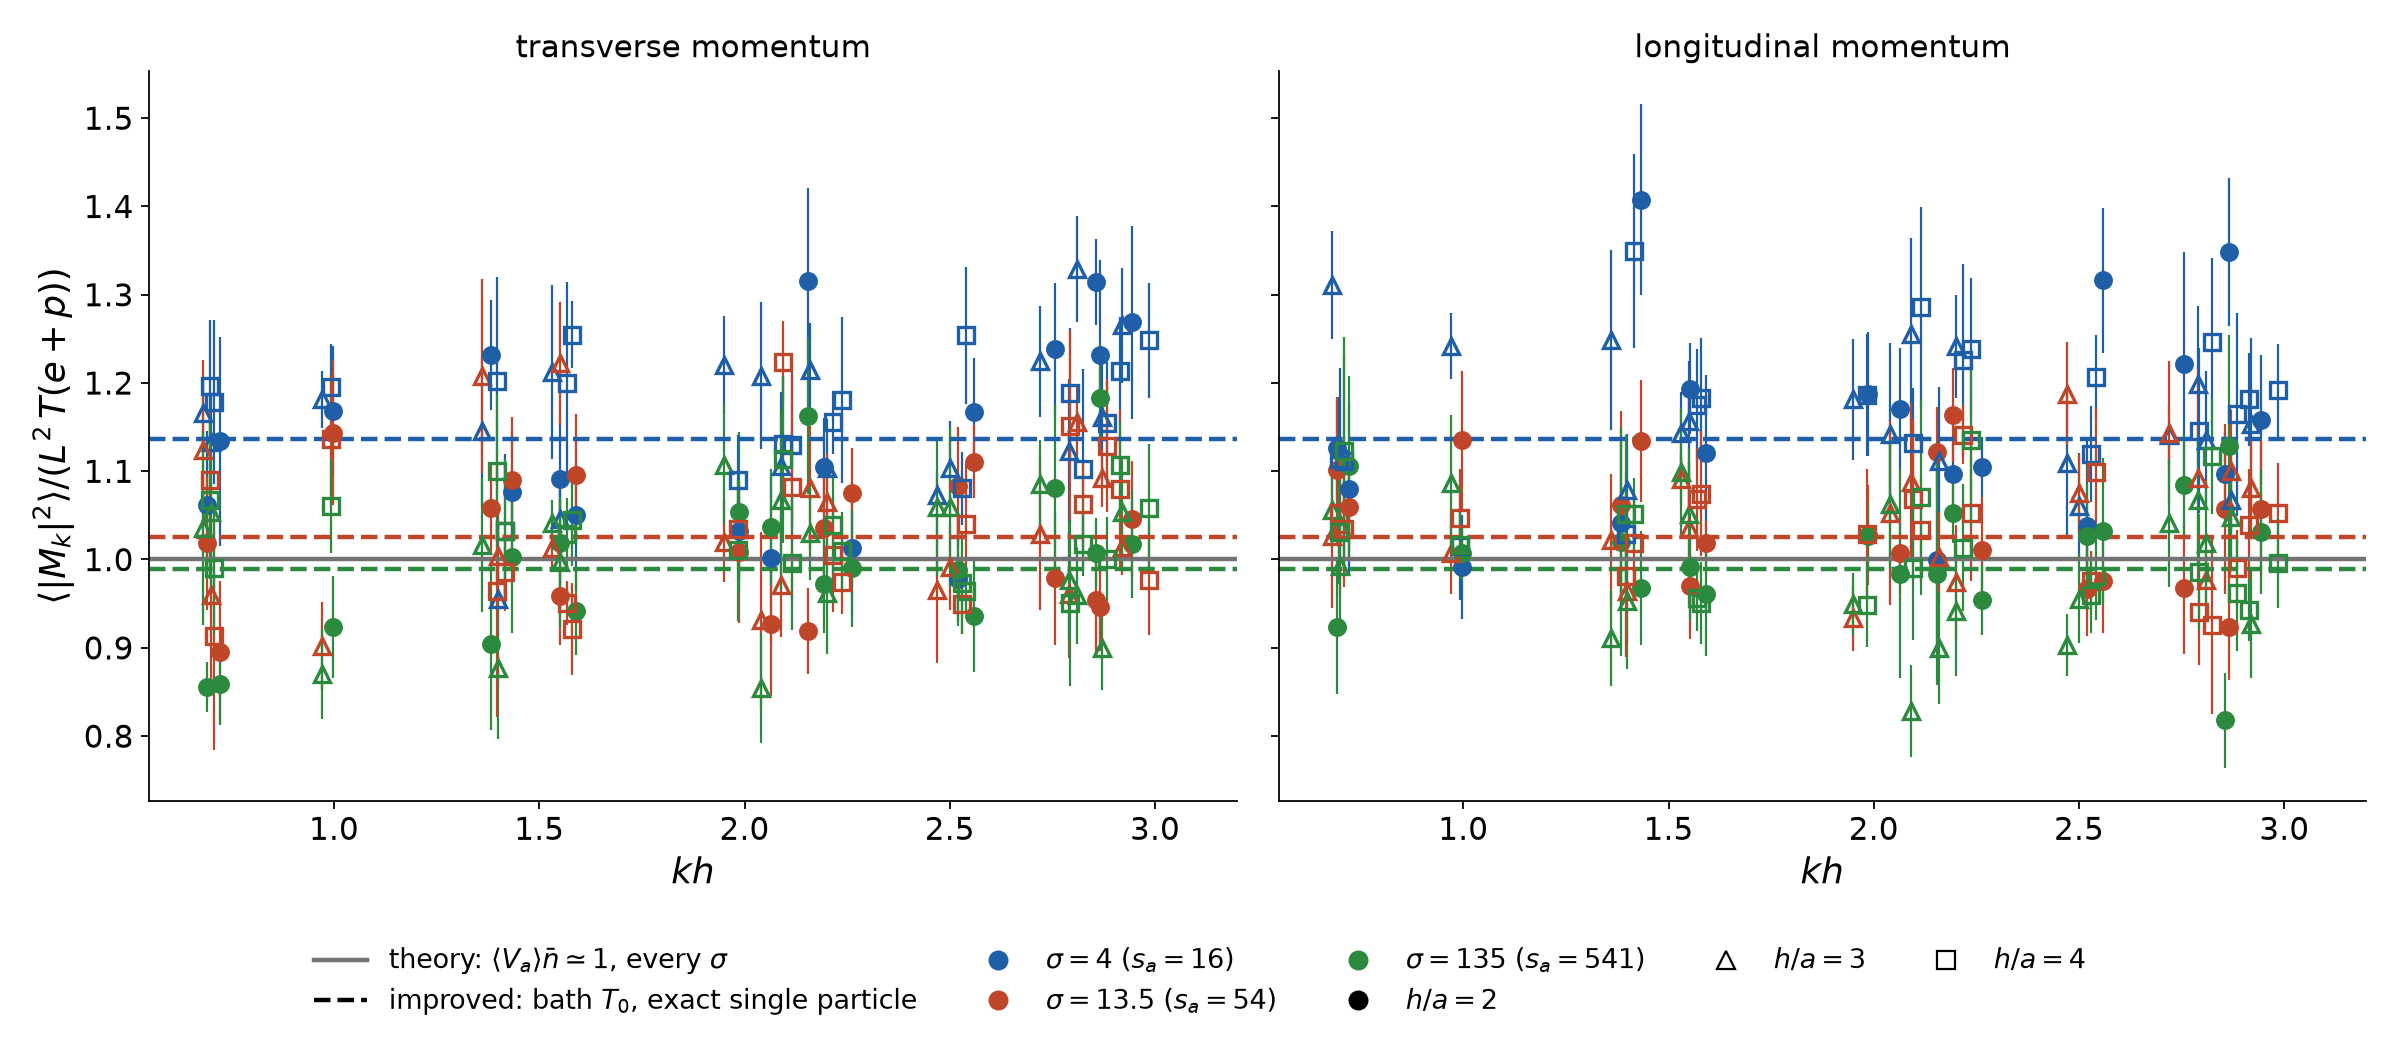 transverse momentum
longitudinal momentum
⟨|M_k|²⟩/(L² T(e + p))
1.5
1.4
1.3
1.2
1.1
1.0
0.9
0.8
1.0 1.5 2.0 2.5 3.0
1.0 1.5 2.0 2.5 3.0
kh
kh
theory: ⟨V_a⟩n̄ ≃ 1, every σ
improved: bath T₀, exact single particle
σ = 4 (s_a = 16)
σ = 13.5 (s_a = 54)
σ = 135 (s_a = 541)
h/a = 2
h/a = 3
h/a = 4